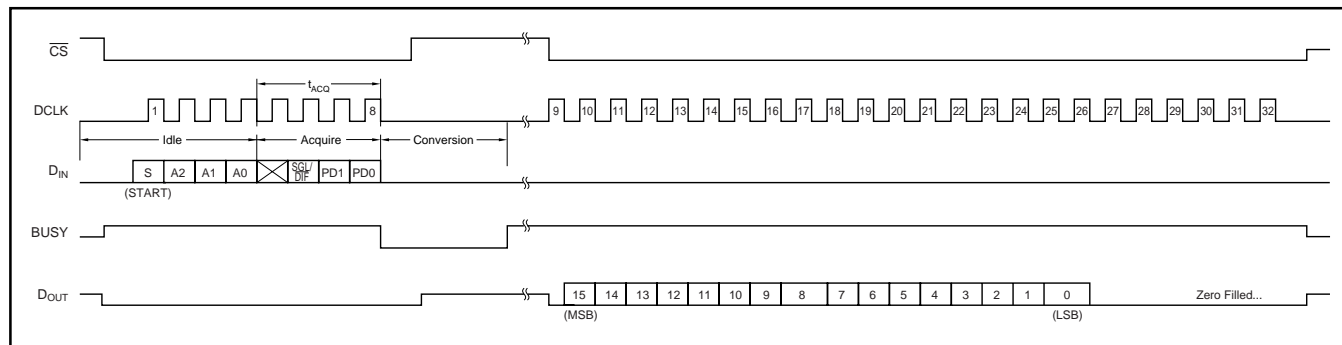 CS
tACQ
DCLK 1 8 9 10 11 12 13 14 15 16 17 18 19 20 21 22 23 24 25 26 27 28 29 30 31 32
Idle Acquire Conversion
DIN S A2 A1 A0 SGL/DIF PD1 PD0
(START)
BUSY
DOUT 15 14 13 12 11 10 9 8 7 6 5 4 3 2 1 0 Zero Filled...
(MSB) (LSB)